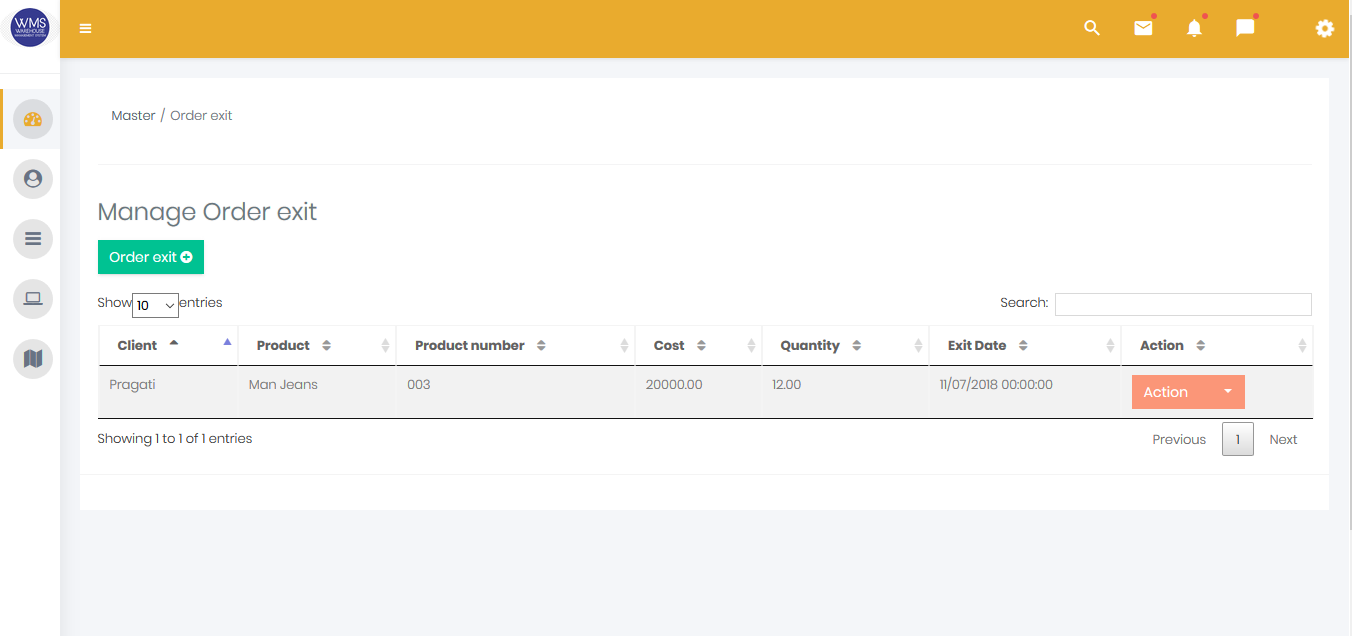 WMS
WAREHOUSE
MANAGEMENT SYSTEM
Master / Order exit
Manage Order exit
Order exit
Show 10 entries
Search:
Client Product Product number Cost Quantity Exit Date Action
Pragati Man Jeans 003 20000.00 12.00 11/07/2018 00:00:00 Action
Showing 1 to 1 of 1 entries
Previous 1 Next